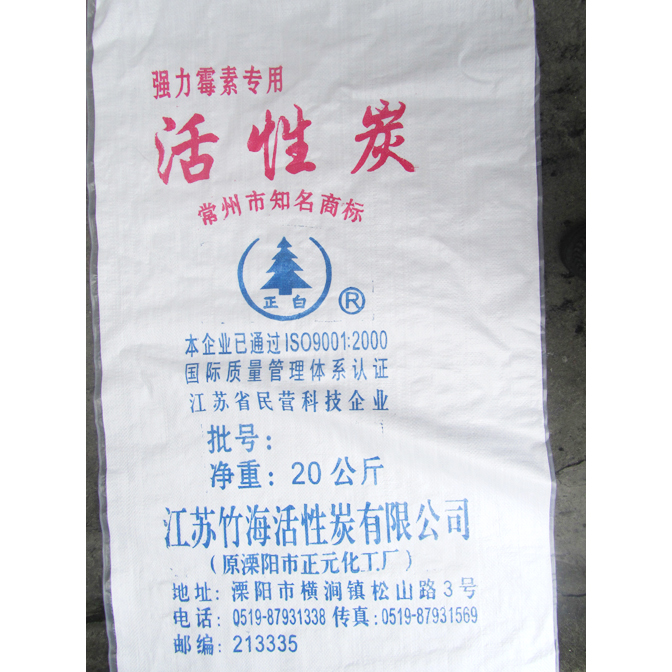 强力霉素专用
活性炭
常州市知名商标
正白
®
本企业已通过ISO9001:2000
国际质量管理体系认证
江苏省民营科技企业
批号:
净重: 20公斤
江苏竹海活性炭有限公司
(原溧阳市正元化工厂)
地址: 溧阳市横涧镇松山路3号
电话: 0519-87931338 传真:0519-87931569
邮编: 213335